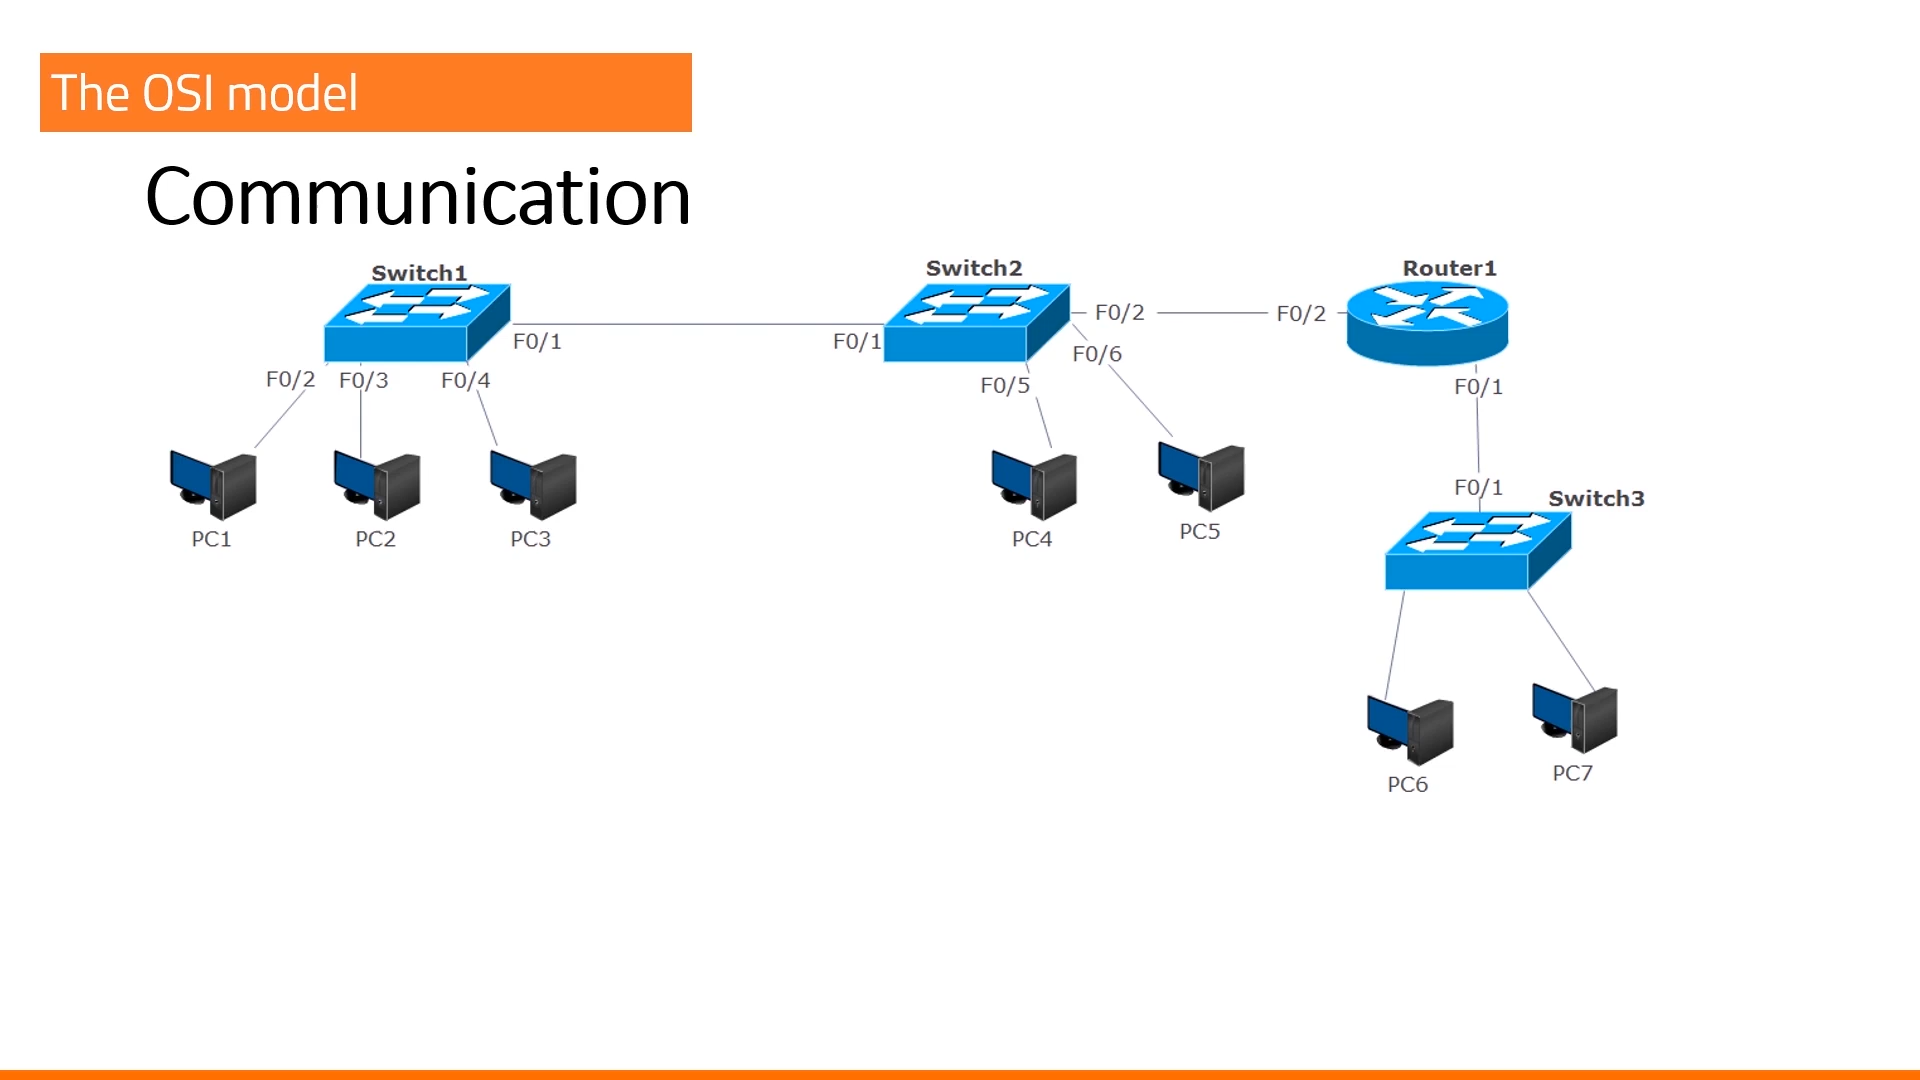 The OSI model
Communication
Switch1
Switch2
Router1
F0/1
F0/1
F0/2
F0/2
F0/6
F0/2
F0/3
F0/4
F0/5
F0/1
F0/1
Switch3
PC1
PC2
PC3
PC4
PC5
PC6
PC7